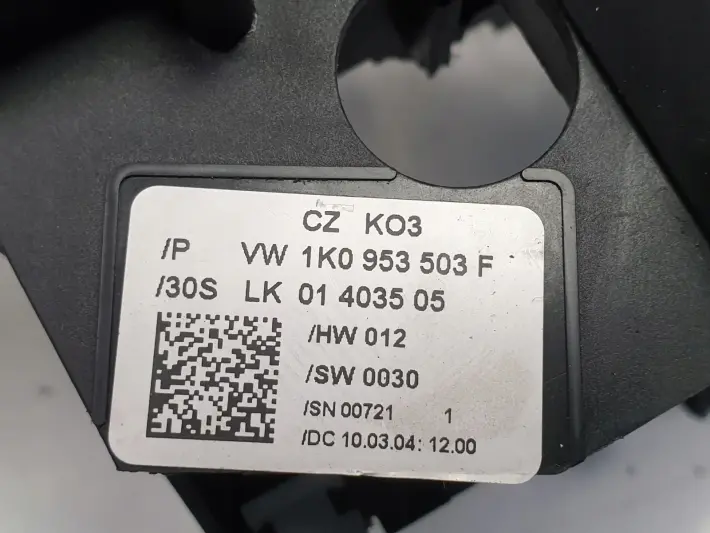 CZ KO3
/P VW 1K0 953 503 F
/30S LK 01 4035 05
/HW 012
/SW 0030
/SN 00721 1
/DC 10.03.04: 12.00